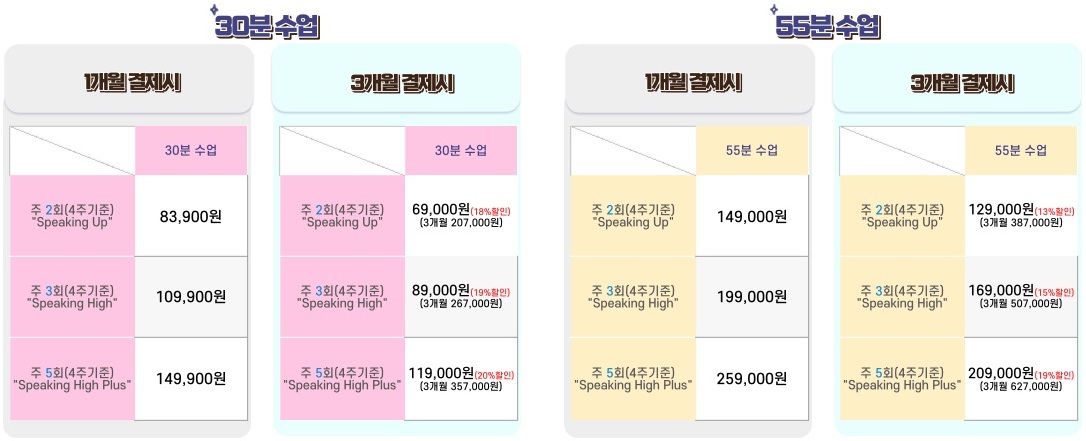 30분 수업
1개월 결제시
30분 수업
주 2회(4주기준)
"Speaking Up"
83,900원
주 3회(4주기준)
"Speaking High"
109,900원
주 5회(4주기준)
"Speaking High Plus"
149,900원
3개월 결제시
30분 수업
주 2회(4주기준)
"Speaking Up"
69,000원(18%할인)
(3개월 207,000원)
주 3회(4주기준)
"Speaking High"
89,000원(19%할인)
(3개월 267,000원)
주 5회(4주기준)
"Speaking High Plus"
119,000원(20%할인)
(3개월 357,000원)
55분 수업
1개월 결제시
55분 수업
주 2회(4주기준)
"Speaking Up"
149,000원
주 3회(4주기준)
"Speaking High"
199,000원
주 5회(4주기준)
"Speaking High Plus"
259,000원
3개월 결제시
55분 수업
주 2회(4주기준)
"Speaking Up"
129,000원(13%할인)
(3개월 387,000원)
주 3회(4주기준)
"Speaking High"
169,000원(15%할인)
(3개월 507,000원)
주 5회(4주기준)
"Speaking High Plus"
209,000원(19%할인)
(3개월 627,000원)